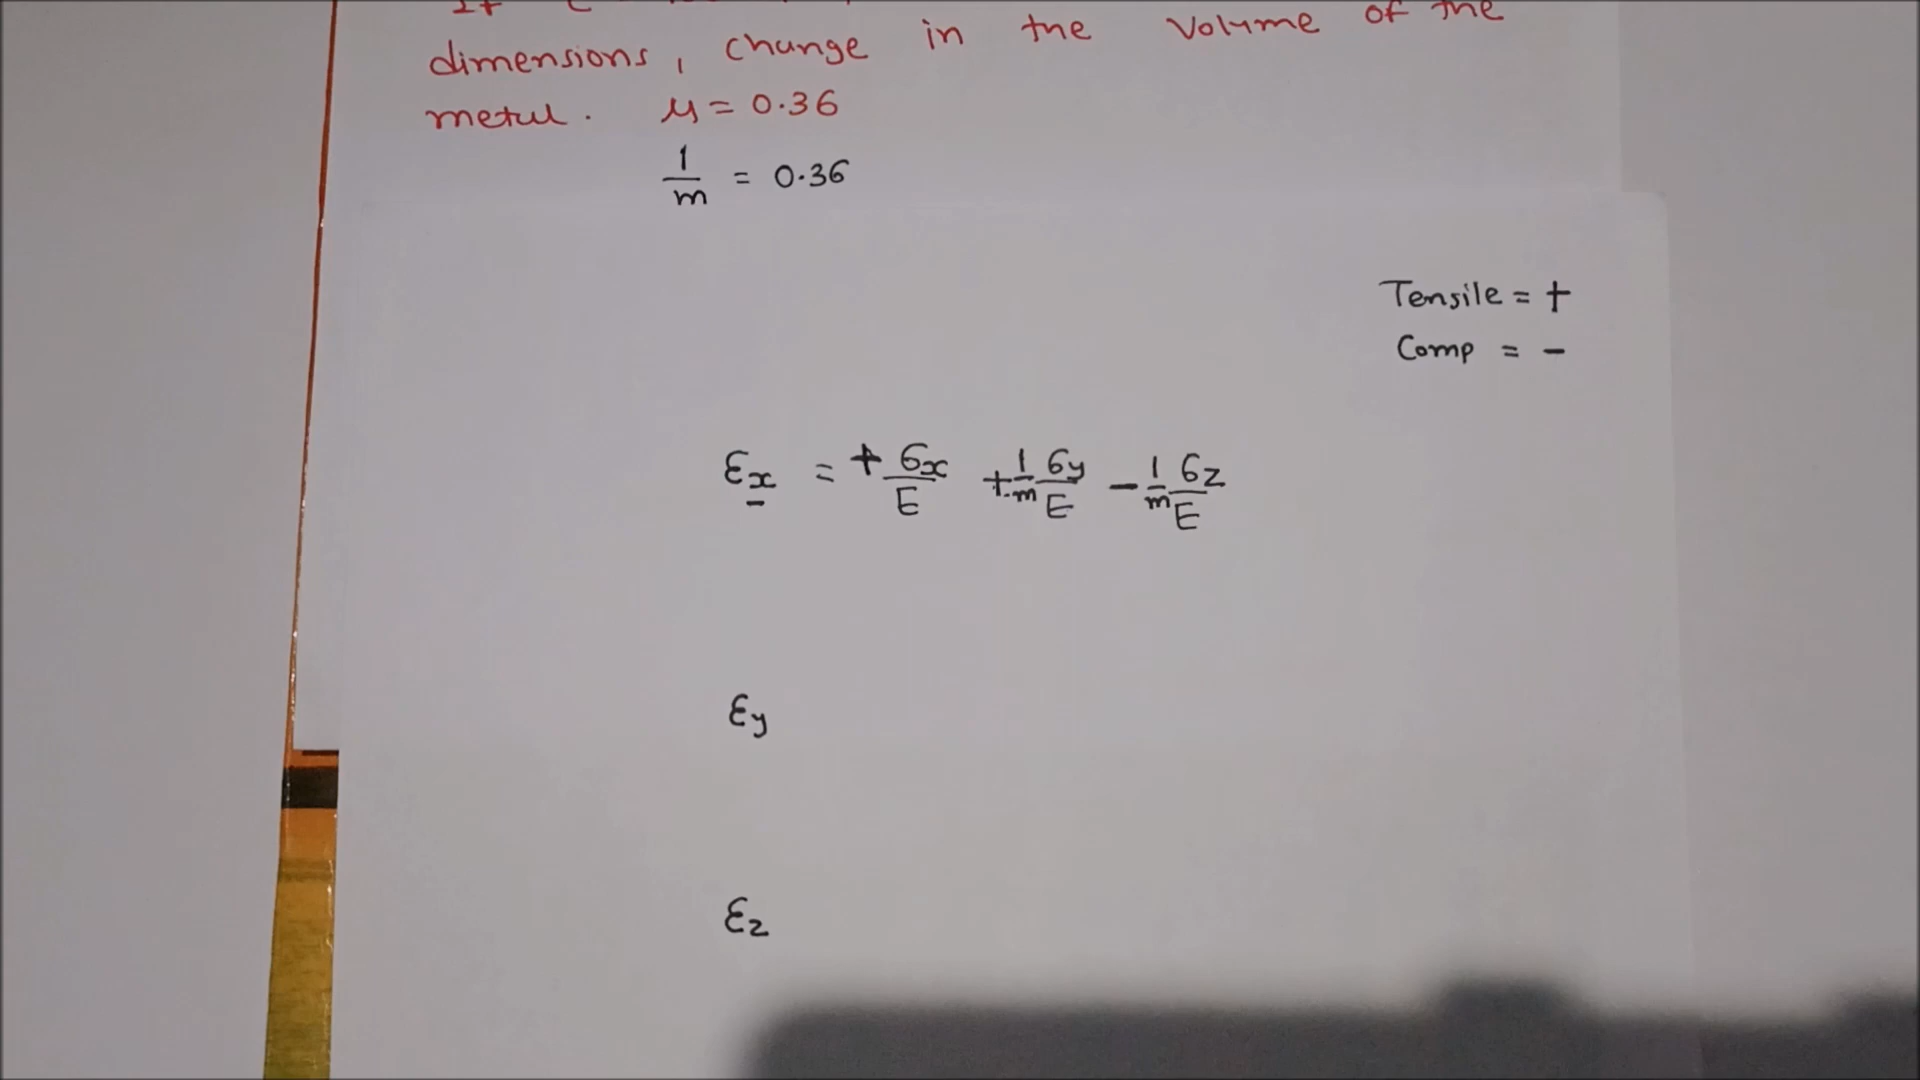 dimensions, change in the volume of the
metal. μ = 0.36
1/m = 0.36
Tensile = +
Comp = -
εx = + σx/E + 1/m σy/E - 1/m σz/E
εy
εz